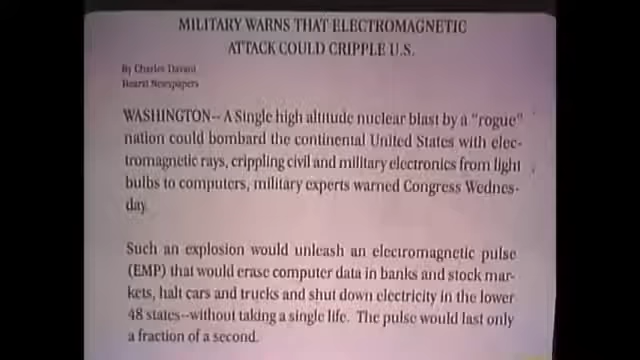 MILITARY WARNS THAT ELECTROMAGNETIC
ATTACK COULD CRIPPLE U.S.
By Charles Davant
Hearst Newspapers
WASHINGTON-- A Single high altitude nuclear blast by a "rogue"
nation could bombard the continental United States with elec-
tromagnetic rays, crippling civil and military electronics from light
bulbs to computers, military experts warned Congress Wednes-
day.
Such an explosion would unleash an electromagnetic pulse
(EMP) that would erase computer data in banks and stock mar-
kets, halt cars and trucks and shut down electricity in the lower
48 states--without taking a single life. The pulse would last only
a fraction of a second.